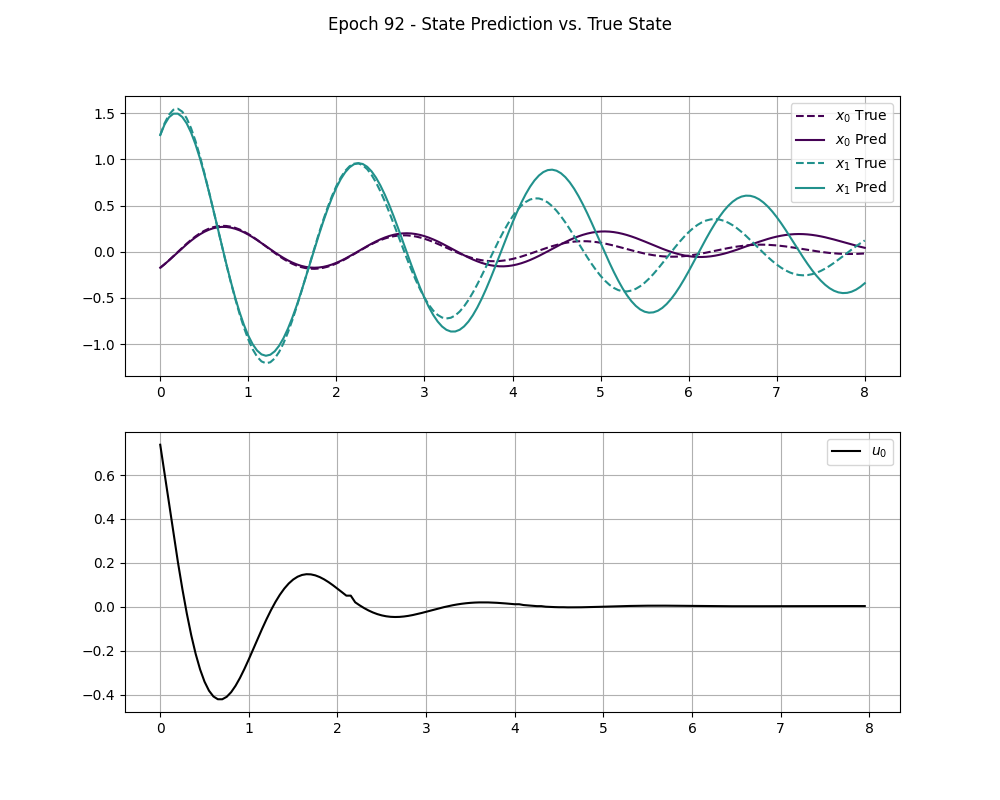 Epoch 92 - State Prediction vs. True State
1.5
1.0
0.5
0.0
−0.5
−1.0
x₀ True
x₀ Pred
x₁ True
x₁ Pred
0 1 2 3 4 5 6 7 8
0.6
0.4
0.2
0.0
−0.2
−0.4
u₀
0 1 2 3 4 5 6 7 8